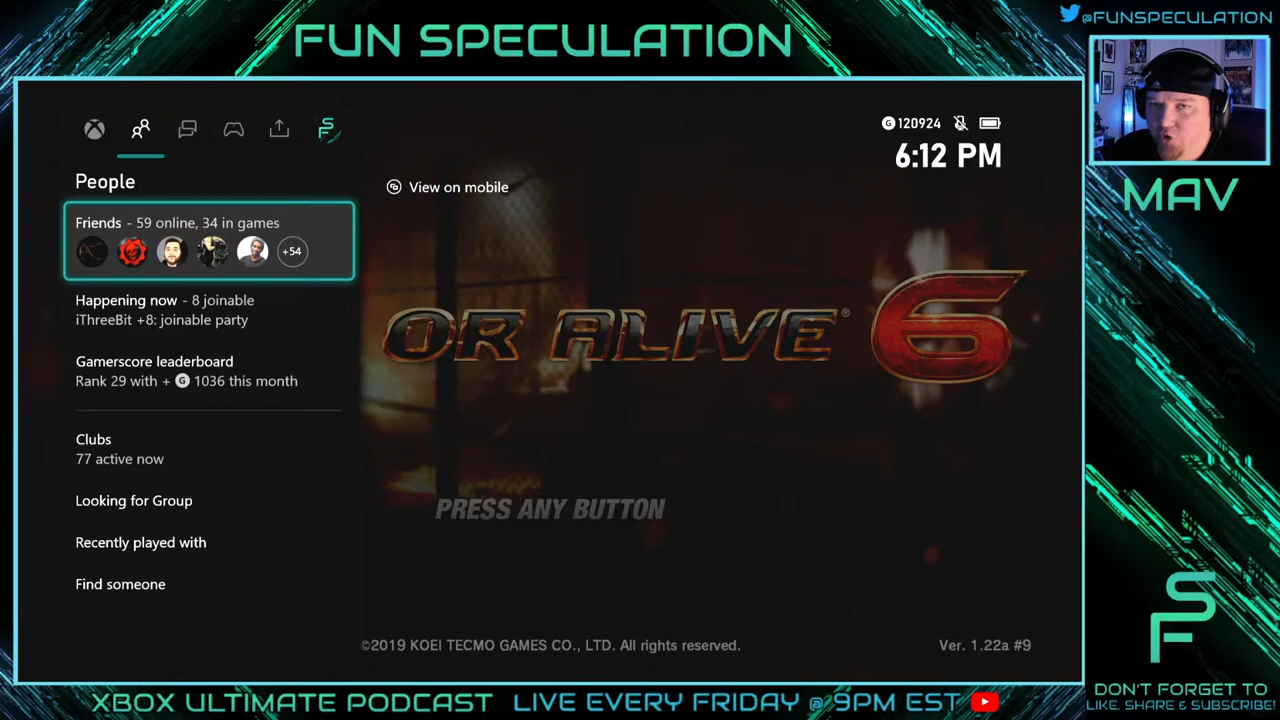 FUN SPECULATION
@FUNSPECULATION
G 120924
6:12 PM
SF
People
View on mobile
Friends - 59 online, 34 in games
+54
Happening now - 8 joinable
iThreeBit +8: joinable party
Gamerscore leaderboard
Rank 29 with + G 1036 this month
Clubs
77 active now
Looking for Group
Recently played with
Find someone
OR ALIVE® 6
PRESS ANY BUTTON
©2019 KOEI TECMO GAMES CO., LTD. All rights reserved.
Ver. 1.22a #9
MAV
SF
DON'T FORGET TO
LIKE, SHARE & SUBSCRIBE!
XBOX ULTIMATE PODCAST LIVE EVERY FRIDAY @ 9PM EST